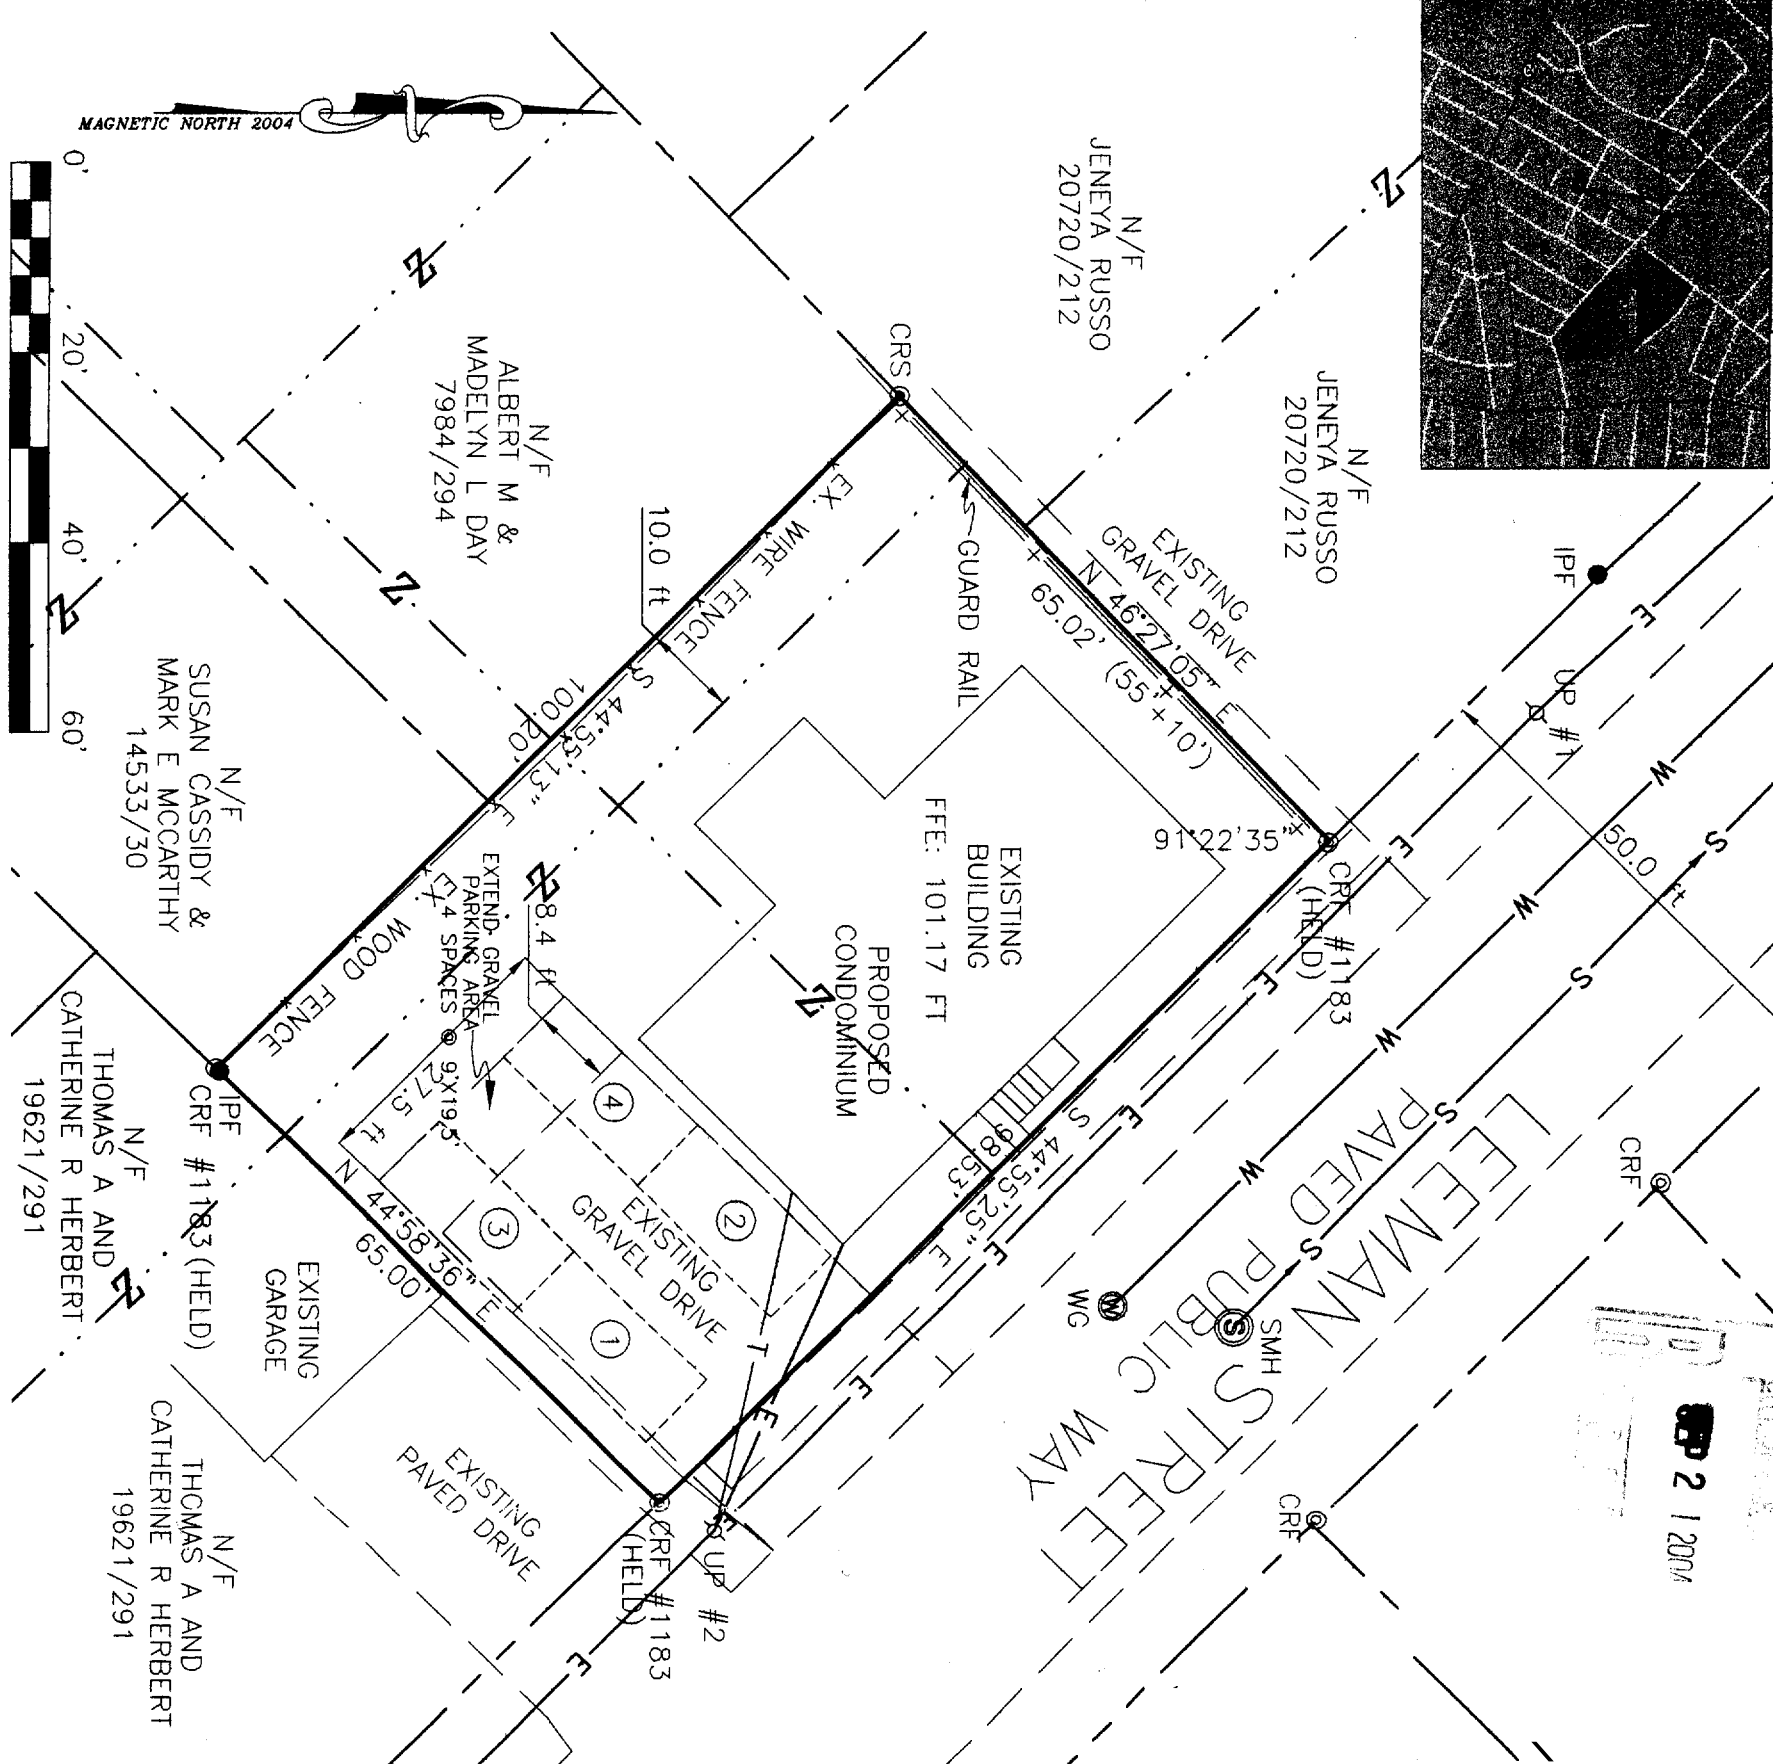 MAGNETIC NORTH 2004
0'
20'
40'
60'
N/F
JENEYA RUSSO
20720/212
N/F
JENEYA RUSSO
20720/212
N/F
ALBERT M &
MADELYN L DAY
7984/294
N/F
SUSAN CASSIDY &
MARK E MCCARTHY
14533/30
N/F
THOMAS A AND
CATHERINE R HERBERT
19621/291
N/F
THOMAS A AND
CATHERINE R HERBERT
19621/291
CRS
GUARD RAIL
EXISTING
GRAVEL DRIVE
N 46°27'05" E
65.02' (55'+10')
91°22'35"
CRF #1183
(HELD)
IPF
UP #1
50.0 ft
EX. WIRE FENCE
10.0 ft
S 44°55'13" E
100.20'
EX. WOOD FENCE
EXISTING
BUILDING
FFE: 101.17 FT
PROPOSED
CONDOMINIUM
8.4 ft
EXTEND GRAVEL
PARKING AREA
4 SPACES @ 9'X19.5'
27.5 ft
4
2
3
1
EXISTING
GRAVEL DRIVE
S 44°55'25" E
98.53'
N 44°58'36" E
65.00'
IPF
CRF #1183 (HELD)
EXISTING
GARAGE
EXISTING
PAVED DRIVE
CRF #1183
(HELD)
UP #2
LEEMAN STREET
PAVED PUBLIC WAY
WG
W
SMH
S
CRF
CRF
Z
Z
Z
Z
Z
Z
Z
E
E
E
E
E
E
E
E
E
W
W
W
W
S
S
S
S
T
SEP 21